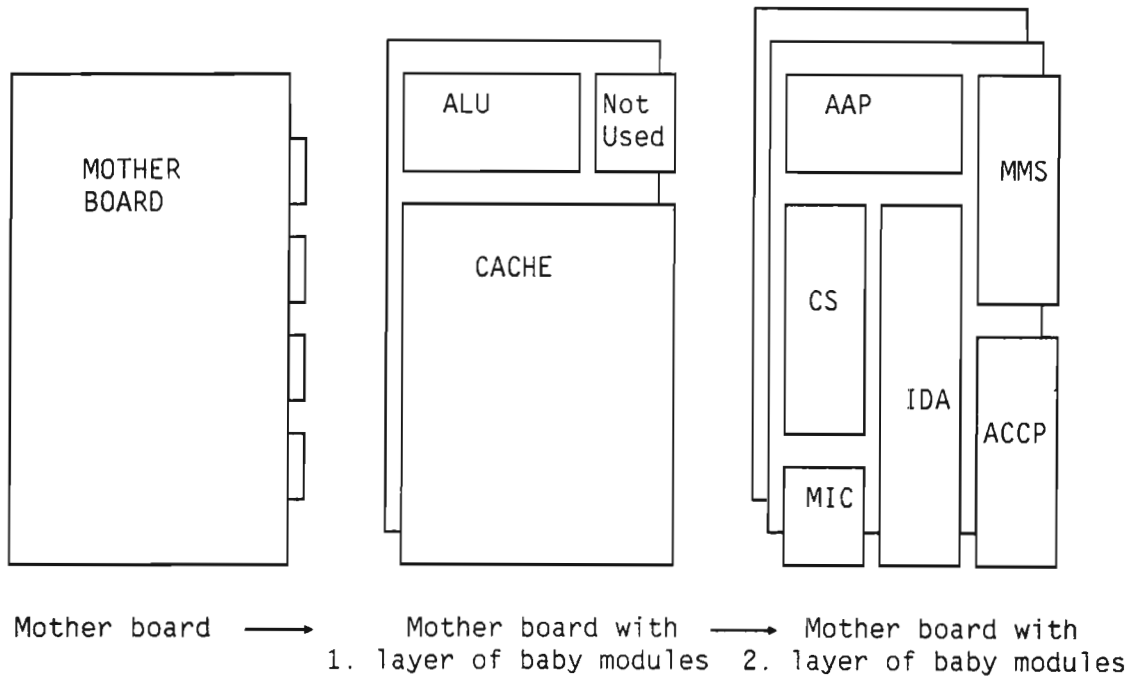 MOTHER
BOARD
ALU
Not
Used
CACHE
AAP
MMS
CS
IDA
ACCP
MIC
Mother board
Mother board with
1. layer of baby modules
Mother board with
2. layer of baby modules